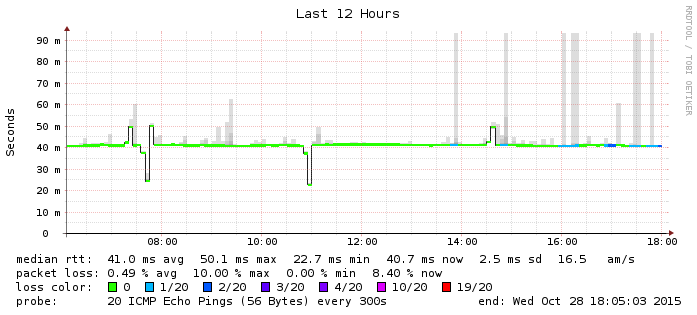 Last 12 Hours
RRDTOOL / TOBI OETIKER
Seconds
90 m
80 m
70 m
60 m
50 m
40 m
30 m
20 m
10 m
0
08:00 10:00 12:00 14:00 16:00 18:00
median rtt: 41.0 ms avg 50.1 ms max 22.7 ms min 40.7 ms now 2.5 ms sd 16.5 am/s
packet loss: 0.49 % avg 10.00 % max 0.00 % min 8.40 % now
loss color: 0 1/20 2/20 3/20 4/20 10/20 19/20
probe: 20 ICMP Echo Pings (56 Bytes) every 300s end: Wed Oct 28 18:05:03 2015